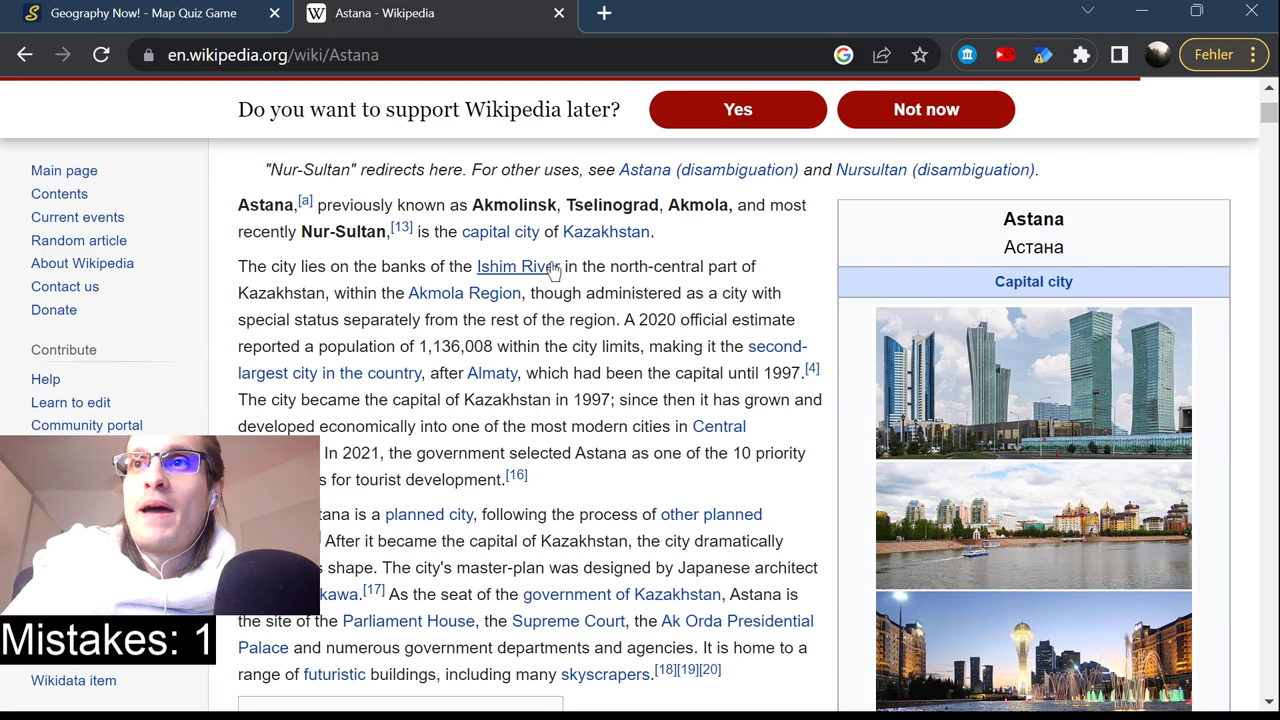 Geography Now! - Map Quiz Game
Astana - Wikipedia
en.wikipedia.org/wiki/Astana
Fehler
Do you want to support Wikipedia later?
Yes
Not now
Main page
Contents
Current events
Random article
About Wikipedia
Contact us
Donate
Contribute
Help
Learn to edit
Community portal
Wikidata item
"Nur-Sultan" redirects here. For other uses, see Astana (disambiguation) and Nursultan (disambiguation).
Astana,[a] previously known as Akmolinsk, Tselinograd, Akmola, and most
recently Nur-Sultan,[13] is the capital city of Kazakhstan.
The city lies on the banks of the Ishim River in the north-central part of
Kazakhstan, within the Akmola Region, though administered as a city with
special status separately from the rest of the region. A 2020 official estimate
reported a population of 1,136,008 within the city limits, making it the second-
largest city in the country, after Almaty, which had been the capital until 1997.[4]
The city became the capital of Kazakhstan in 1997; since then it has grown and
developed economically into one of the most modern cities in Central
In 2021, the government selected Astana as one of the 10 priority
s for tourist development.[16]
tana is a planned city, following the process of other planned
After it became the capital of Kazakhstan, the city dramatically
shape. The city's master-plan was designed by Japanese architect
kawa.[17] As the seat of the government of Kazakhstan, Astana is
the site of the Parliament House, the Supreme Court, the Ak Orda Presidential
Palace and numerous government departments and agencies. It is home to a
range of futuristic buildings, including many skyscrapers.[18][19][20]
Astana
Астана
Capital city
Mistakes: 1